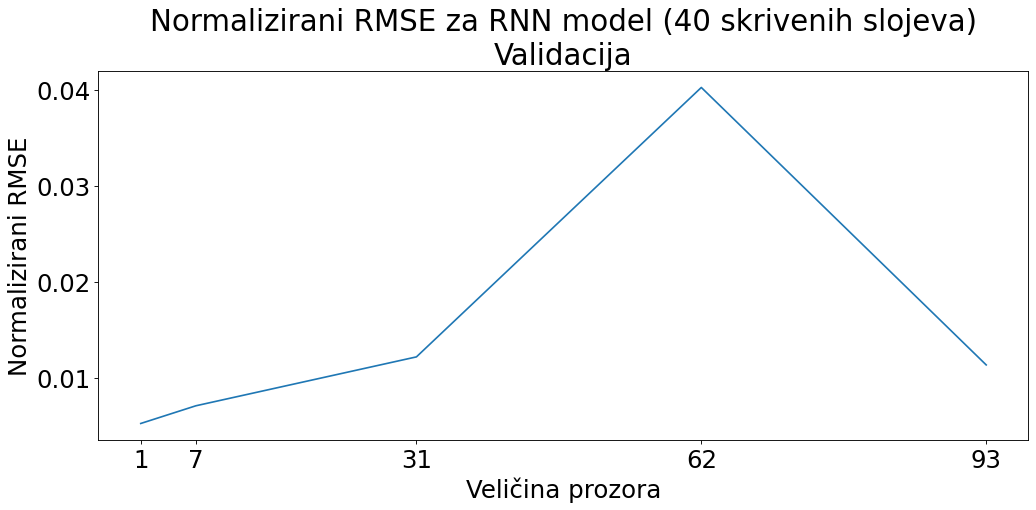 Normalizirani RMSE za RNN model (40 skrivenih slojeva)
Validacija
Normalizirani RMSE
0.04
0.03
0.02
0.01
1 7 31 62 93
Veličina prozora